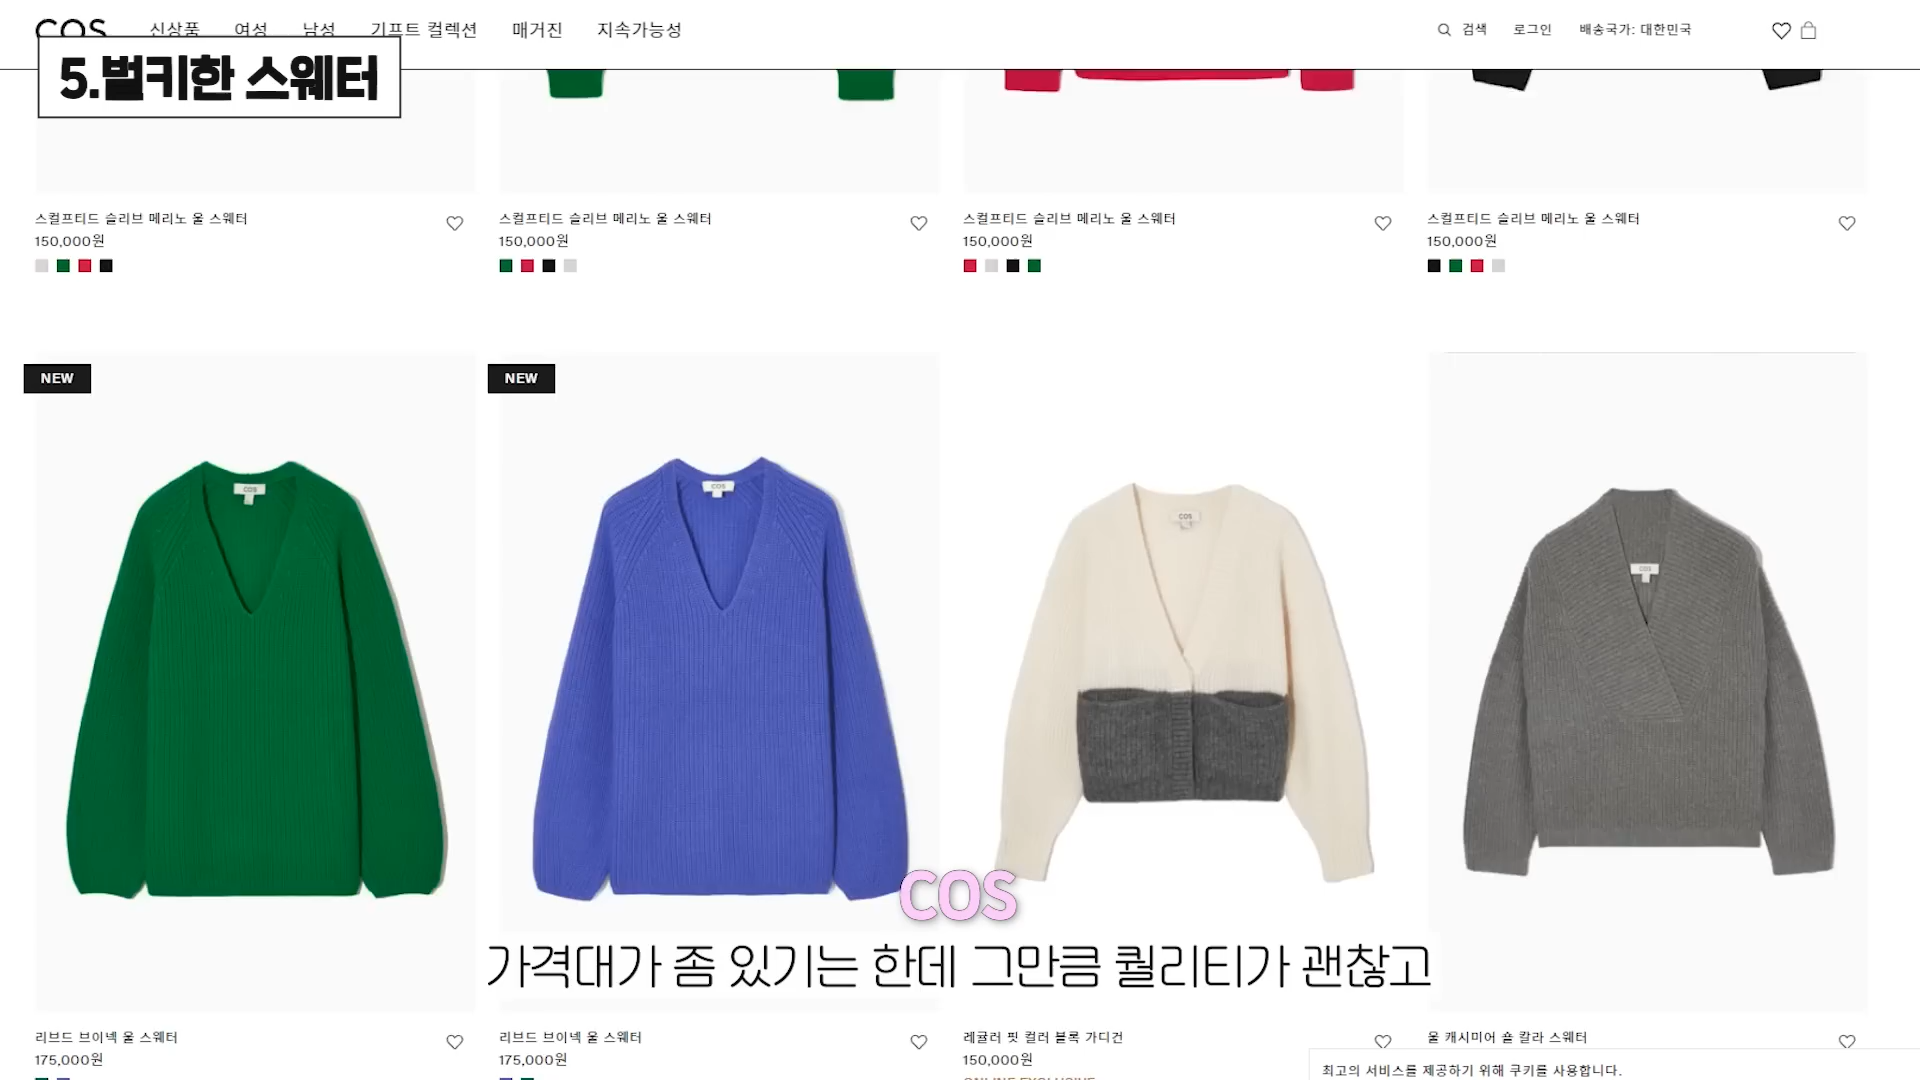 COS 신상품 여성 남성 기프트 컬렉션 매거진 지속가능성 검색 로그인 배송국가: 대한민국
5.벌키한 스웨터
스컬프티드 슬리브 메리노 울 스웨터
150,000원
스컬프티드 슬리브 메리노 울 스웨터
150,000원
스컬프티드 슬리브 메리노 울 스웨터
150,000원
스컬프티드 슬리브 메리노 울 스웨터
150,000원
NEW
NEW
COS
COS
COS
COS
COS
가격대가 좀 있기는 한데 그만큼 퀄리티가 괜찮고
리브드 브이넥 울 스웨터
175,000원
리브드 브이넥 울 스웨터
175,000원
레귤러 핏 컬러 블록 가디건
150,000원
ONLINE EXCLUSIVE
울 캐시미어 숄 칼라 스웨터
최고의 서비스를 제공하기 위해 쿠키를 사용합니다.